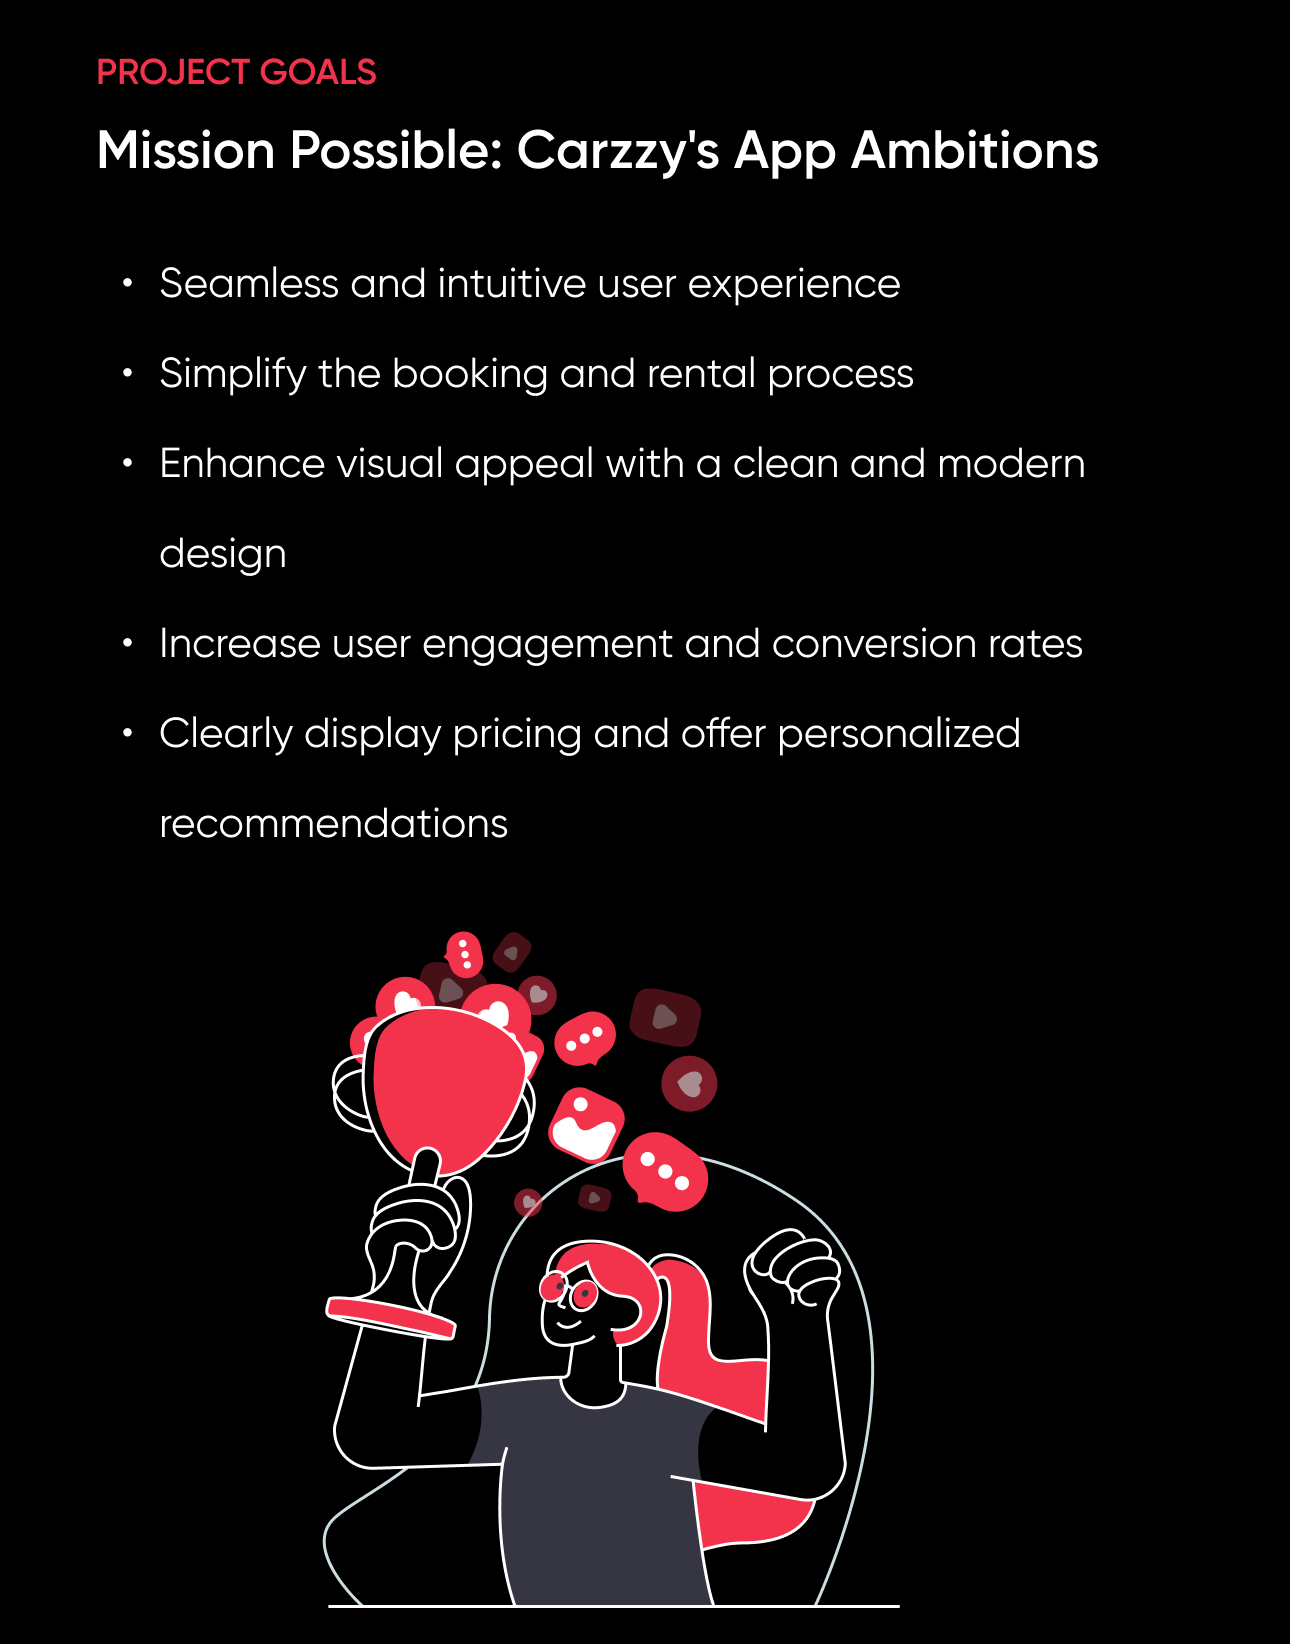 PROJECT GOALS
Mission Possible: Carzzy's App Ambitions
• Seamless and intuitive user experience
• Simplify the booking and rental process
• Enhance visual appeal with a clean and modern
design
• Increase user engagement and conversion rates
• Clearly display pricing and offer personalized
recommendations